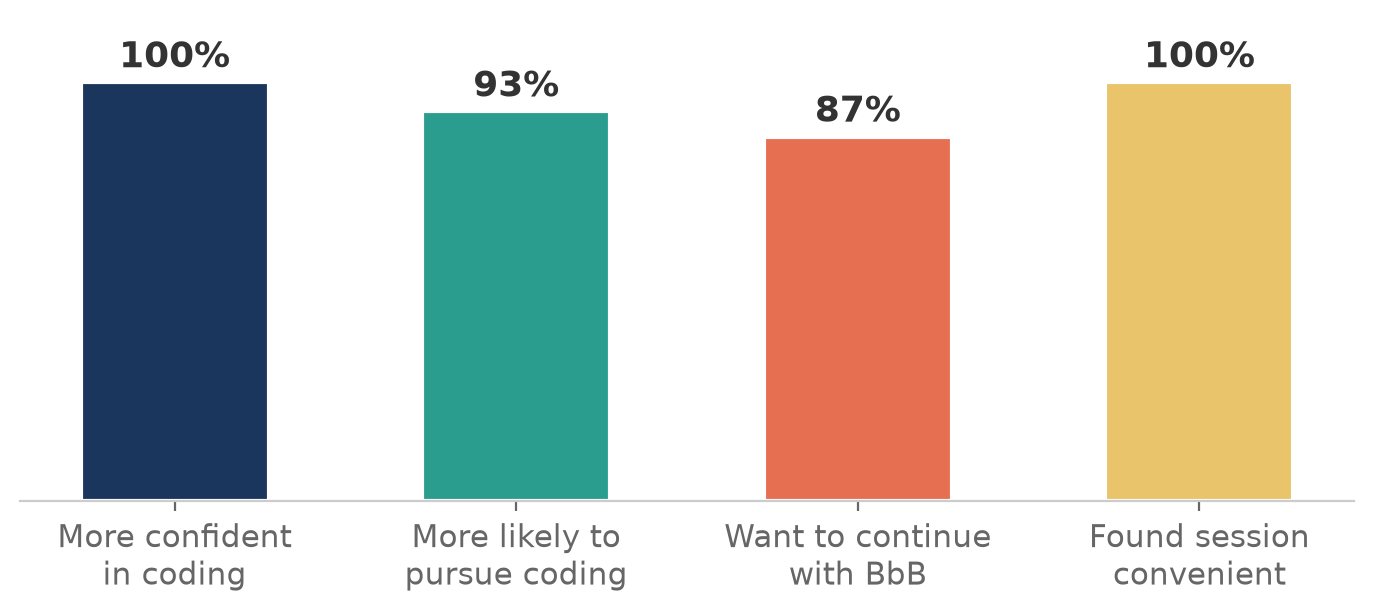 100%
93%
87%
100%
More confident
in coding
More likely to
pursue coding
Want to continue
with BbB
Found session
convenient